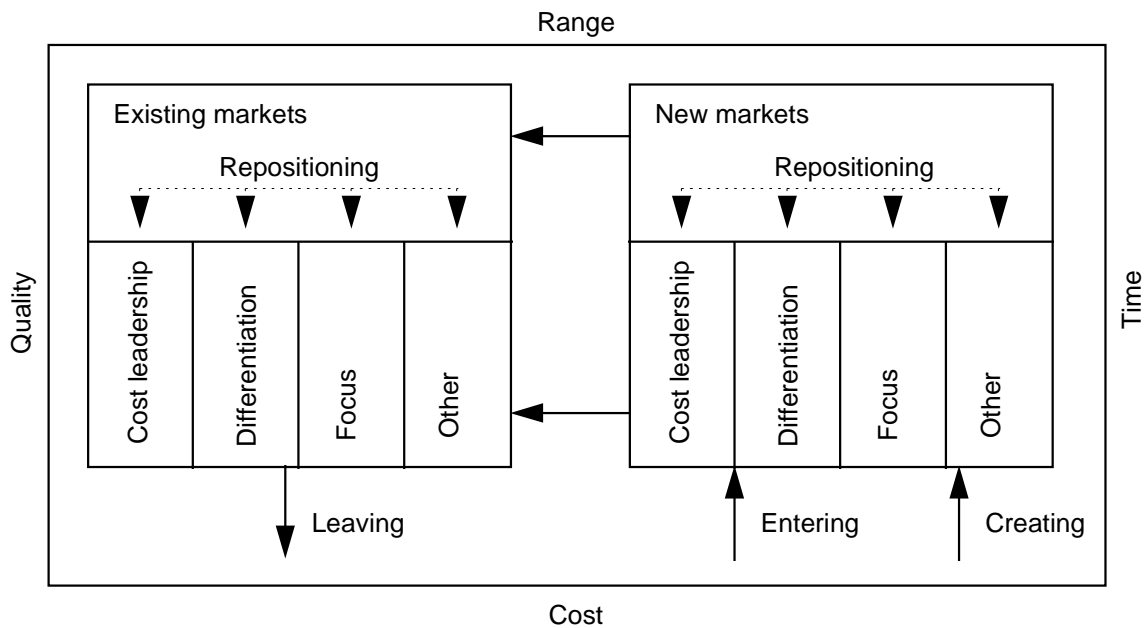 Range
Existing markets
New markets
Repositioning
Repositioning
Quality
Cost leadership
Differentiation
Focus
Other
Cost leadership
Differentiation
Focus
Other
Time
Leaving
Entering
Creating
Cost